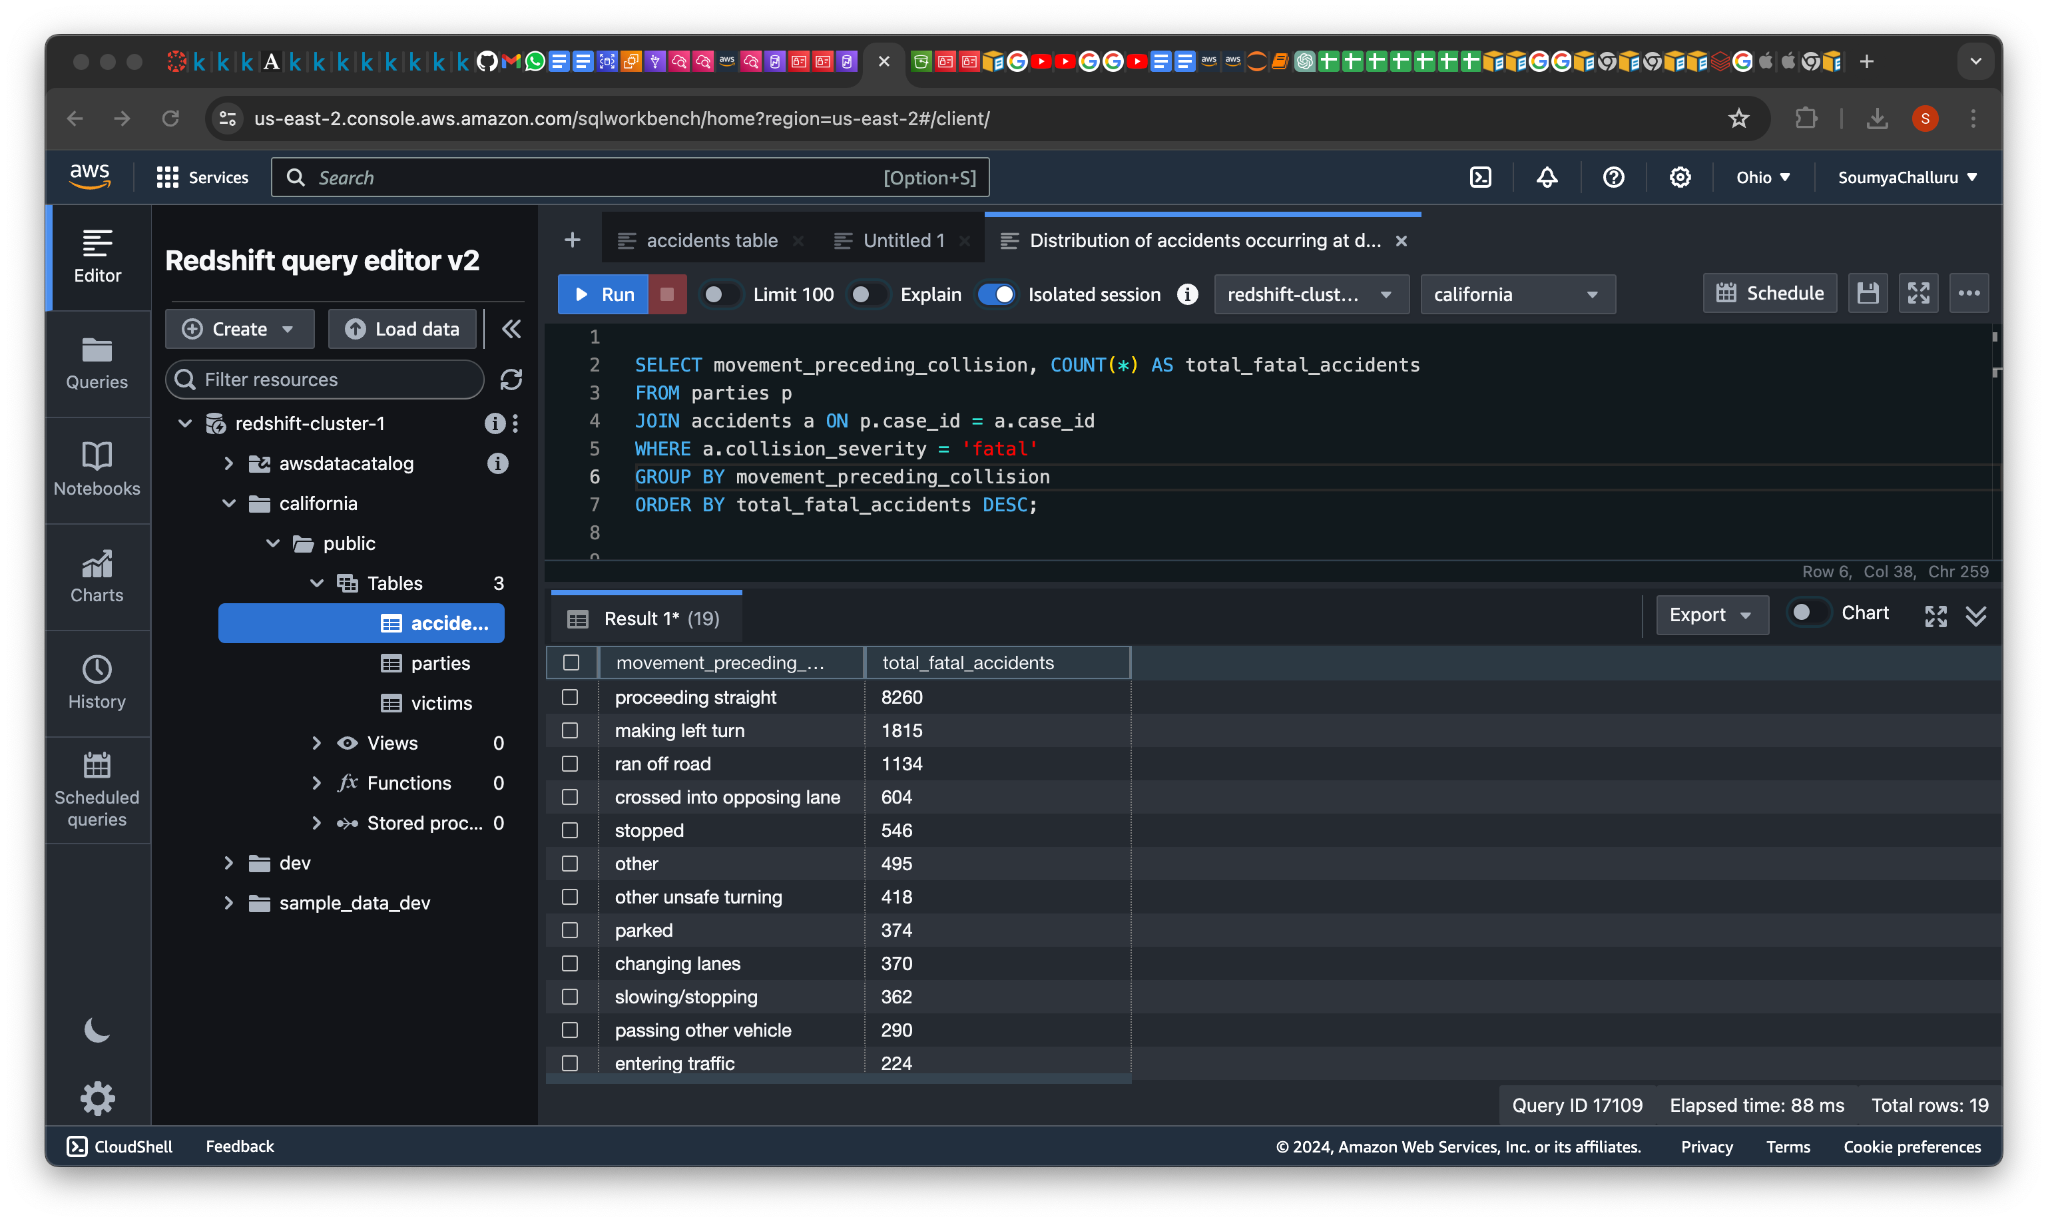 us-east-2.console.aws.amazon.com/sqlworkbench/home?region=us-east-2#/client/
S
aws
Services
Search
[Option+S]
Ohio
SoumyaChalluru
Editor
Queries
Notebooks
Charts
History
Scheduled
queries
Redshift query editor v2
Create
Load data
Filter resources
redshift-cluster-1
awsdatacatalog
california
public
Tables 3
accide...
parties
victims
Views 0
Functions 0
Stored proc... 0
dev
sample_data_dev
accidents table
Untitled 1
Distribution of accidents occurring at d...
Run
Limit 100
Explain
Isolated session
redshift-clust...
california
Schedule
1
2 SELECT movement_preceding_collision, COUNT(*) AS total_fatal_accidents
3 FROM parties p
4 JOIN accidents a ON p.case_id = a.case_id
5 WHERE a.collision_severity = 'fatal'
6 GROUP BY movement_preceding_collision
7 ORDER BY total_fatal_accidents DESC;
8
Row 6, Col 38, Chr 259
Result 1* (19)
Export
Chart
movement_preceding_... total_fatal_accidents
proceeding straight 8260
making left turn 1815
ran off road 1134
crossed into opposing lane 604
stopped 546
other 495
other unsafe turning 418
parked 374
changing lanes 370
slowing/stopping 362
passing other vehicle 290
entering traffic 224
Query ID 17109 Elapsed time: 88 ms Total rows: 19
CloudShell
Feedback
© 2024, Amazon Web Services, Inc. or its affiliates.
Privacy
Terms
Cookie preferences